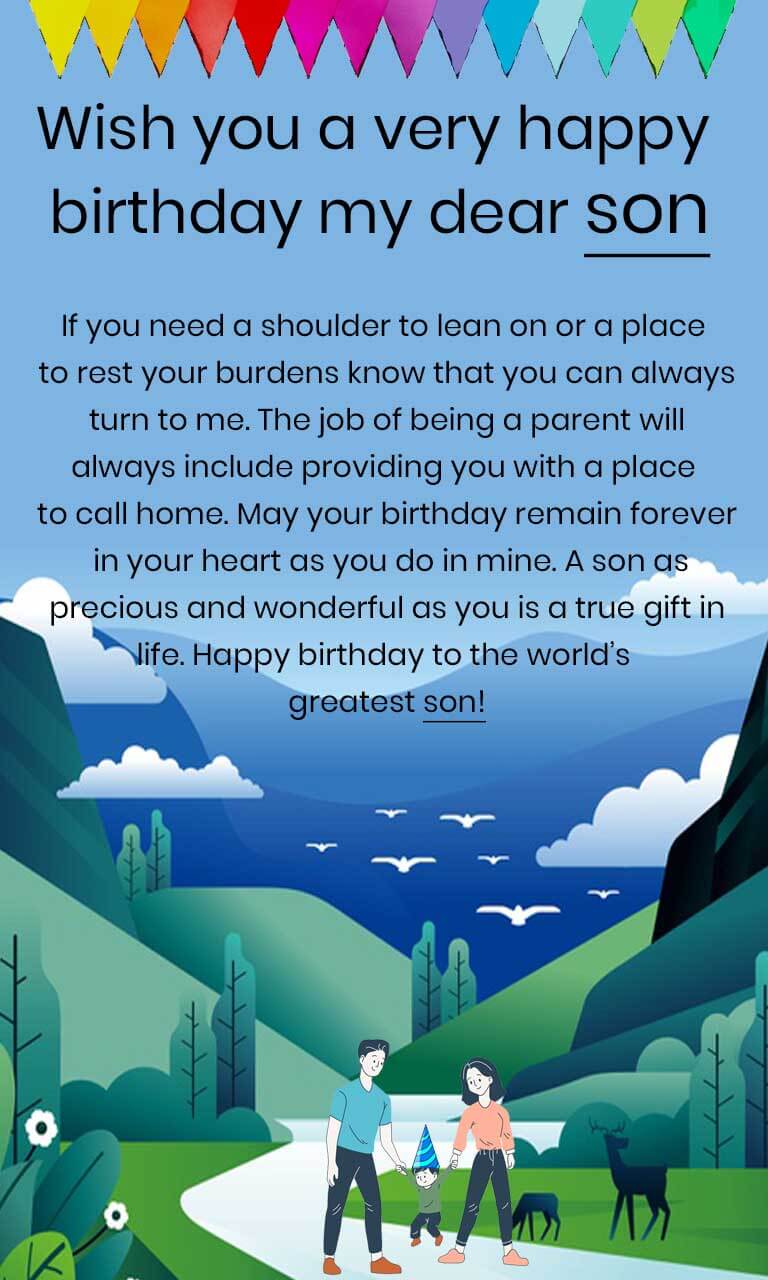 Wish you a very happy
birthday my dear son
If you need a shoulder to lean on or a place
to rest your burdens know that you can always
turn to me. The job of being a parent will
always include providing you with a place
to call home. May your birthday remain forever
in your heart as you do in mine. A son as
precious and wonderful as you is a true gift in
life. Happy birthday to the world’s
greatest son!